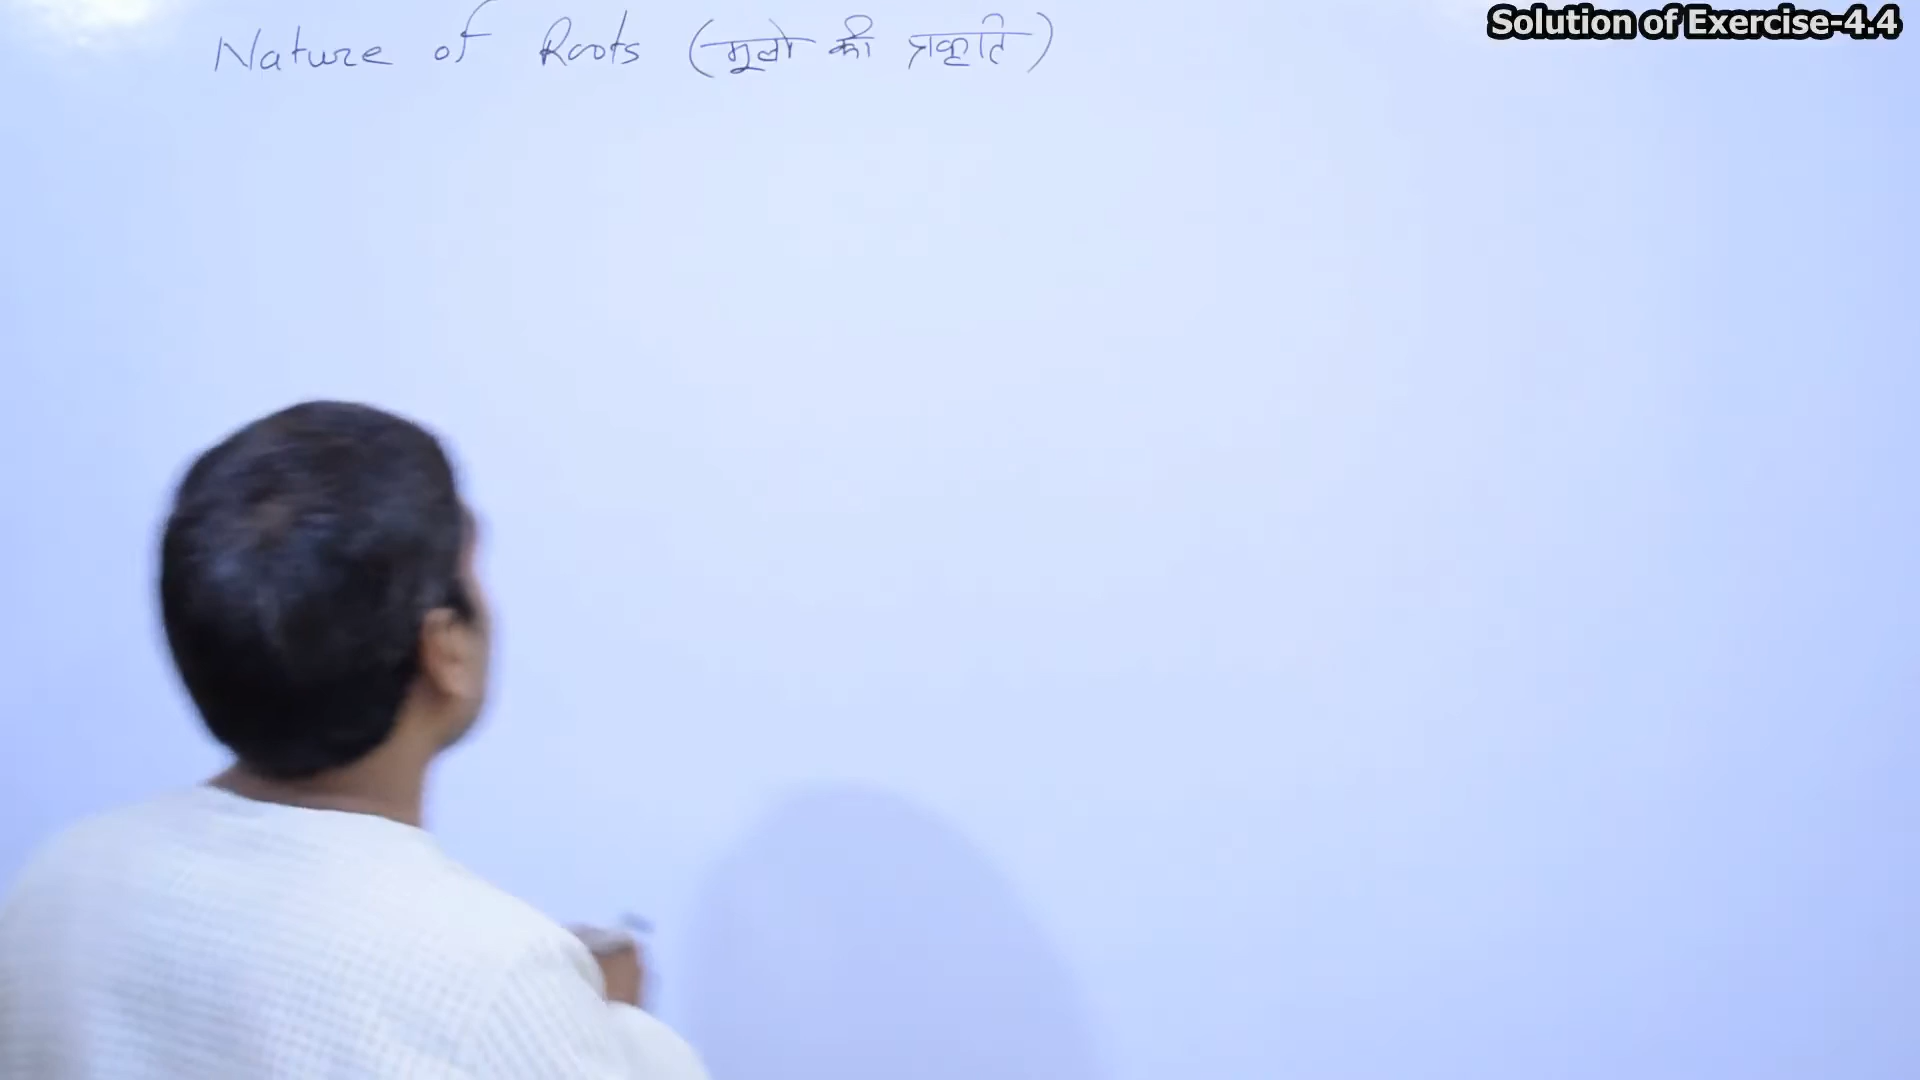 Solution of Exercise-4.4
Nature of Roots (मूलो की प्रकृति)